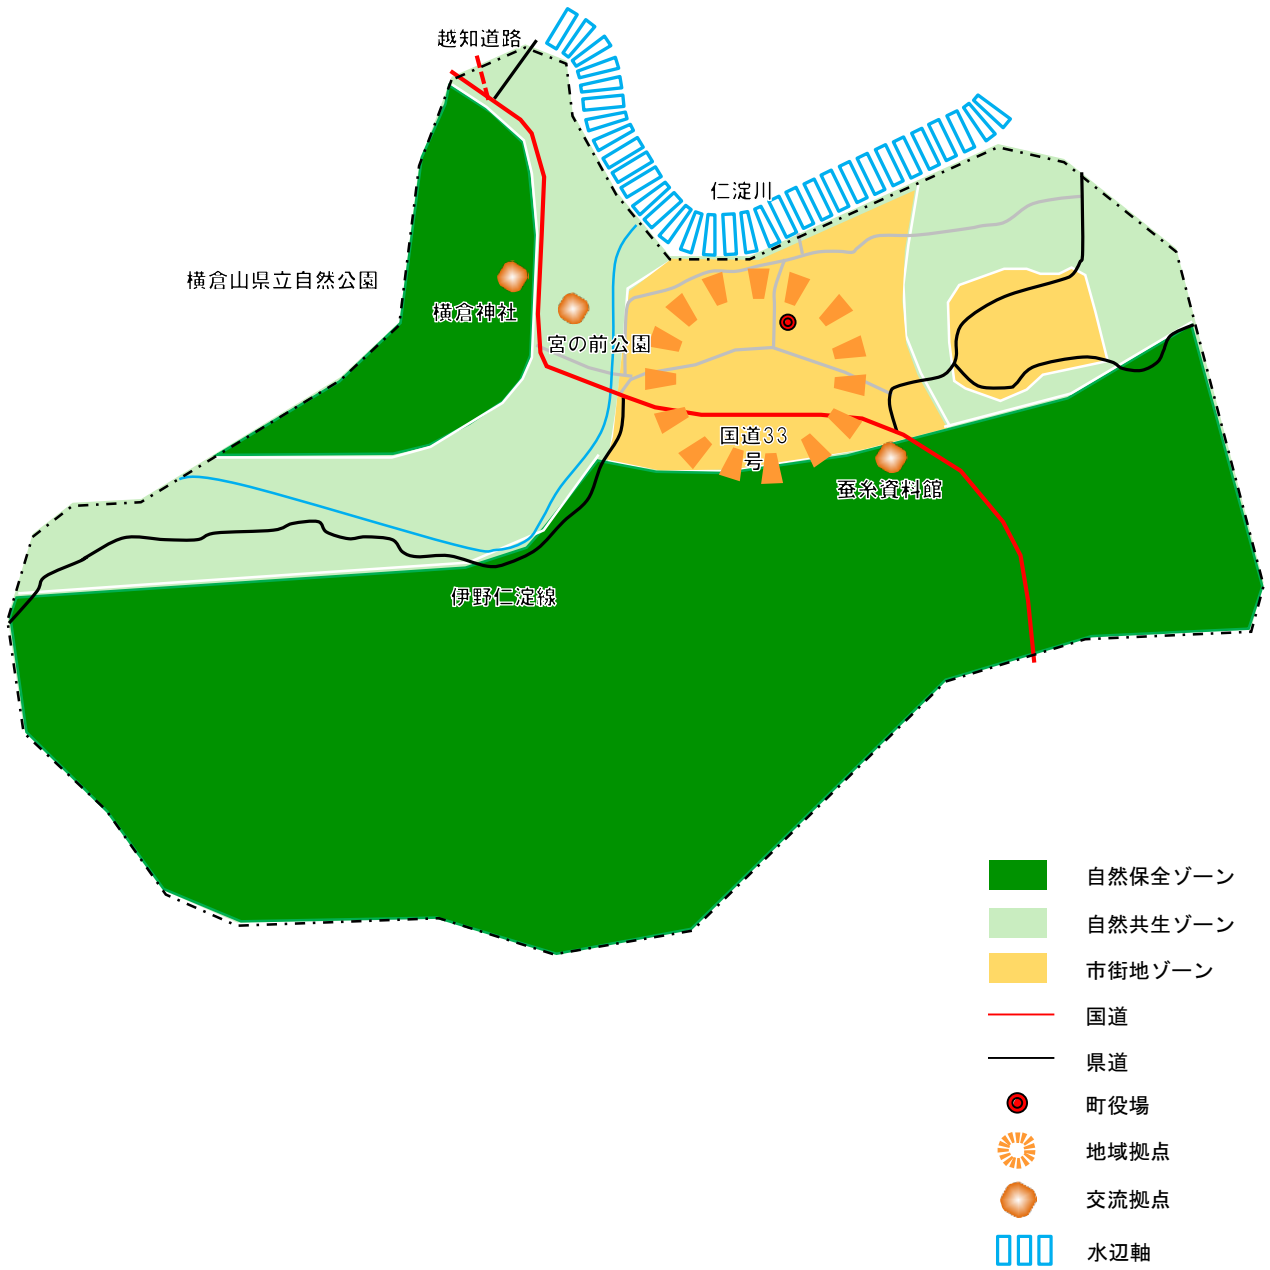 越知道路
仁淀川
横倉山県立自然公園
横倉神社
宮の前公園
国道33
号
蚕糸資料館
伊野仁淀線
自然保全ゾーン
自然共生ゾーン
市街地ゾーン
国道
県道
町役場
地域拠点
交流拠点
水辺軸